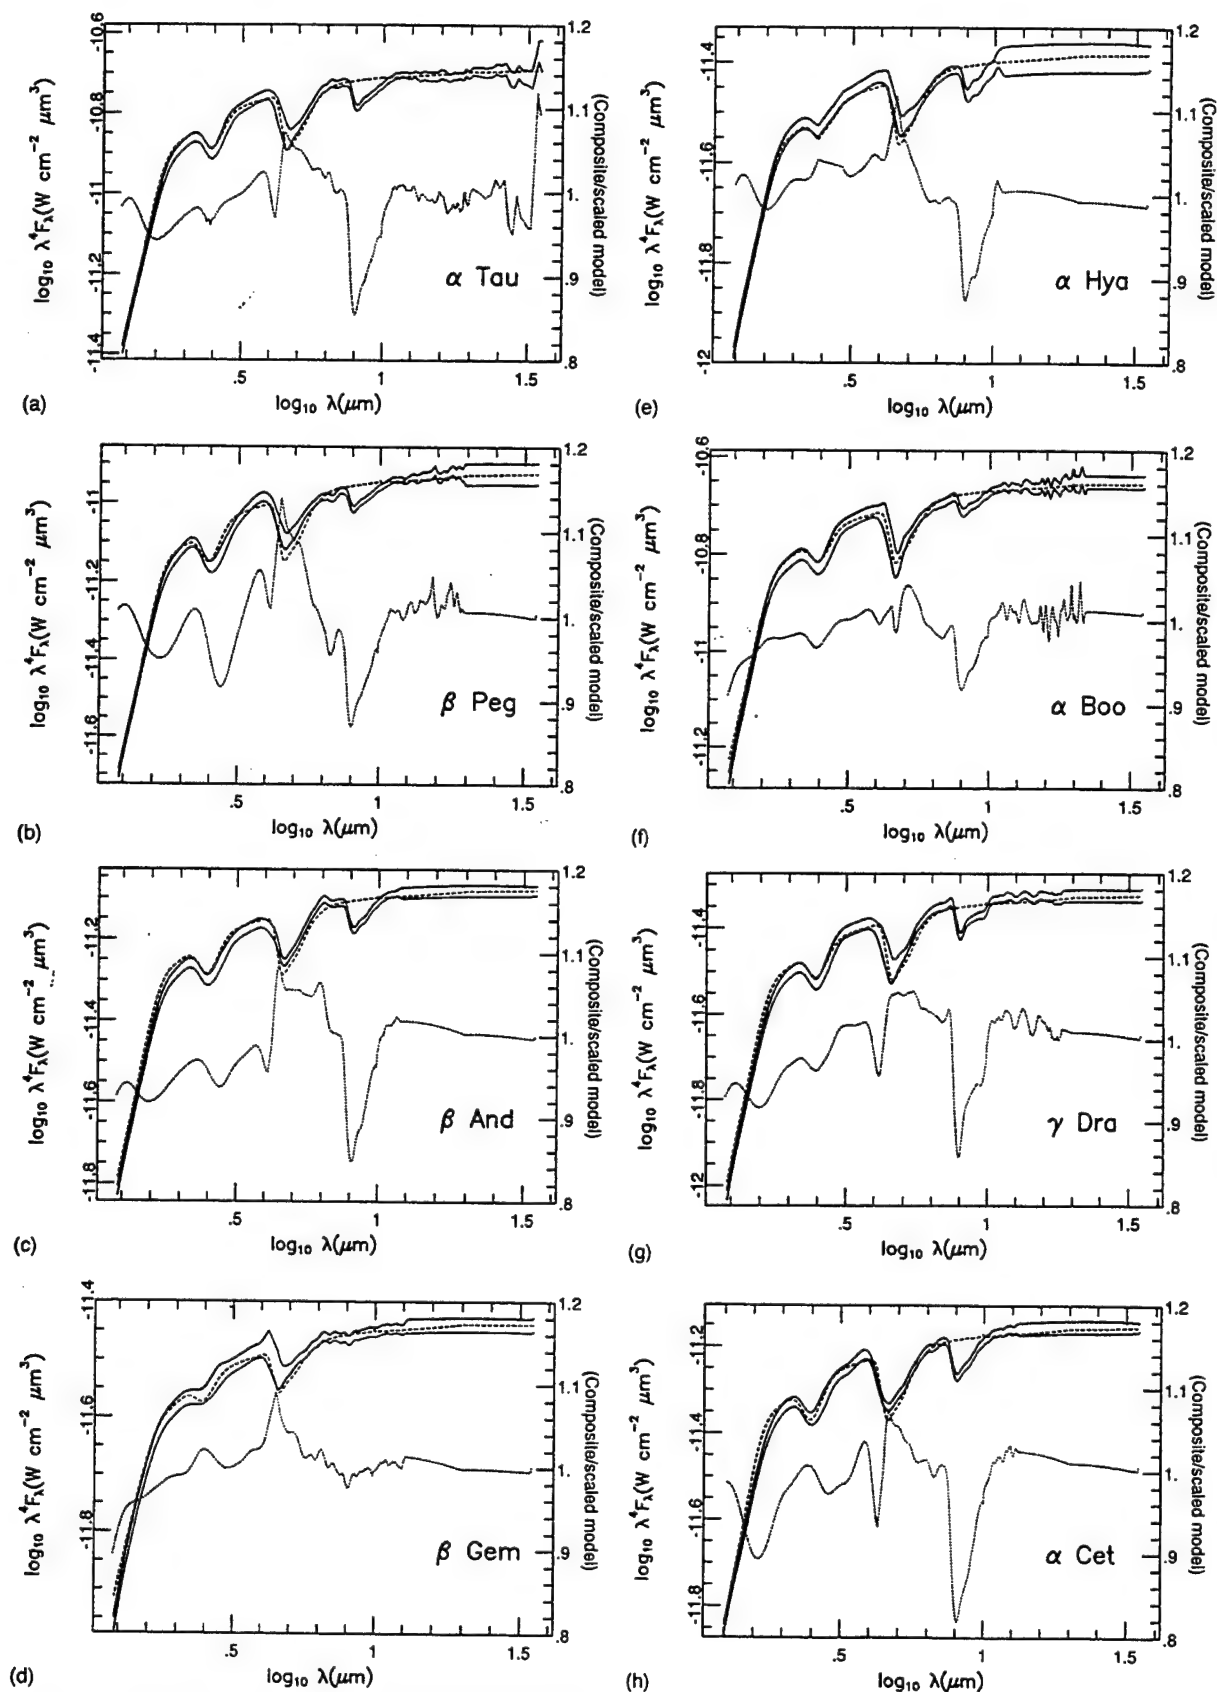 -10.6
-10.8
-11
-11.2
-11.4
log₁₀ λ⁴Fλ(W cm⁻² μm³)
1.2
1.1
1.
.9
.8
(Composite/scaled model)
α Tau
.5 1 1.5
log₁₀ λ(μm)
(a)
-11
-11.2
-11.4
-11.6
log₁₀ λ⁴Fλ(W cm⁻² μm³)
1.2
1.1
1.
.9
.8
(Composite/scaled model)
β Peg
.5 1 1.5
log₁₀ λ(μm)
(b)
-11.2
-11.4
-11.6
-11.8
log₁₀ λ⁴Fλ(W cm⁻² μm³)
1.2
1.1
1.
.9
.8
(Composite/scaled model)
β And
.5 1 1.5
log₁₀ λ(μm)
(c)
-11.4
-11.6
-11.8
log₁₀ λ⁴Fλ(W cm⁻² μm³)
1.2
1.1
1.
.9
.8
(Composite/scaled model)
β Gem
.5 1 1.5
log₁₀ λ(μm)
(d)
-11.4
-11.6
-11.8
-12
log₁₀ λ⁴Fλ(W cm⁻² μm³)
1.2
1.1
1.
.9
.8
(Composite/scaled model)
α Hya
.5 1 1.5
log₁₀ λ(μm)
(e)
-10.6
-10.8
-11
-11.2
log₁₀ λ⁴Fλ(W cm⁻² μm³)
1.2
1.1
1.
.9
.8
(Composite/scaled model)
α Boo
.5 1 1.5
log₁₀ λ(μm)
(f)
-11.4
-11.6
-11.8
-12
log₁₀ λ⁴Fλ(W cm⁻² μm³)
1.2
1.1
1.
.9
.8
(Composite/scaled model)
γ Dra
.5 1 1.5
log₁₀ λ(μm)
(g)
-11.2
-11.4
-11.6
-11.8
log₁₀ λ⁴Fλ(W cm⁻² μm³)
1.2
1.1
1.
.9
.8
(Composite/scaled model)
α Cet
.5 1 1.5
log₁₀ λ(μm)
(h)